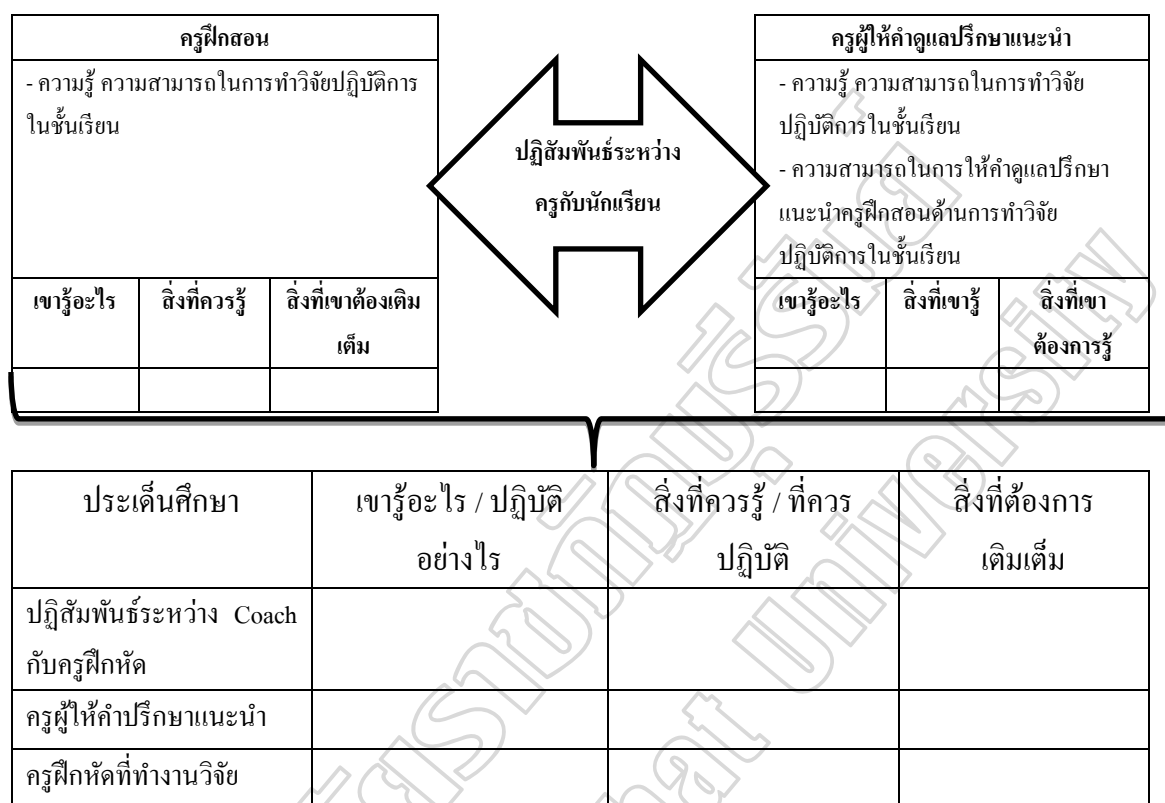 ครูฝึกสอน
- ความรู้ ความสามารถในการทำวิจัยปฏิบัติการ
ในชั้นเรียน
เขารู้อะไร
สิ่งที่ควรรู้
สิ่งที่เขาต้องเติม
เต็ม
ปฏิสัมพันธ์ระหว่าง
ครูกับนักแรียน
ครูผู้ให้คำดูแลปรึกษาแนะนำ
- ความรู้ ความสามารถในการทำวิจัย
ปฏิบัติการในชั้นเรียน
- ความสามารถในการให้คำดูแลปรึกษา
แนะนำครูฝึกสอนด้านการทำวิจัย
ปฏิบัติการในชั้นเรียน
เขารู้อะไร
สิ่งที่เขารู้
สิ่งที่เขา
ต้องการรู้
ประเด็นศึกษา
เขารู้อะไร / ปฏิบัติ
อย่างไร
สิ่งที่ควรรู้ / ที่ควร
ปฏิบัติ
สิ่งที่ต้องการ
เติมเต็ม
ปฏิสัมพันธ์ระหว่าง Coach
กับครูฝึกหัด
ครูผู้ให้คำปรึกษาแนะนำ
ครูฝึกหัดที่ทำงานวิจัย
University